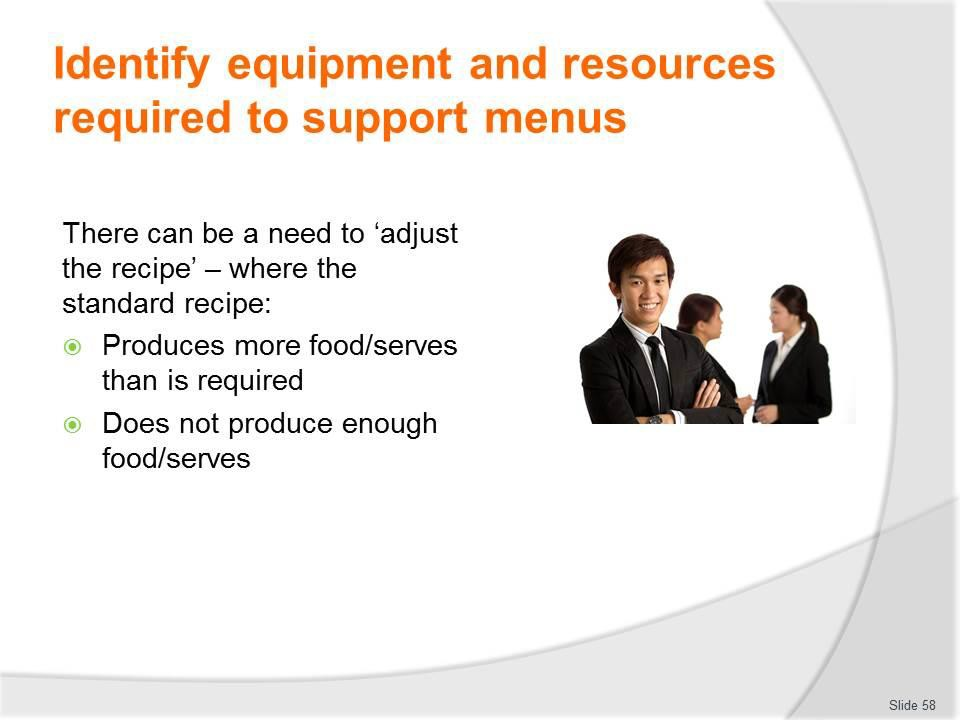 Identify equipment and resources
required to support menus
There can be a need to ‘adjust
the recipe’ – where the
standard recipe:
Produces more food/serves
than is required
Does not produce enough
food/serves
Slide 58